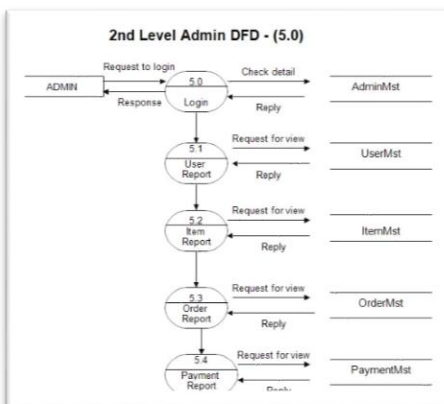 2nd Level Admin DFD - (5.0)
Request to login
ADMIN
Response
5.0
Login
Check detail
Reply
AdminMst
5.1
User
Report
Request for view
Reply
UserMst
5.2
Item
Report
Request for view
Reply
ItemMst
5.3
Order
Report
Request for view
Reply
OrderMst
5.4
Payment
Report
Request for view
Reply
PaymentMst